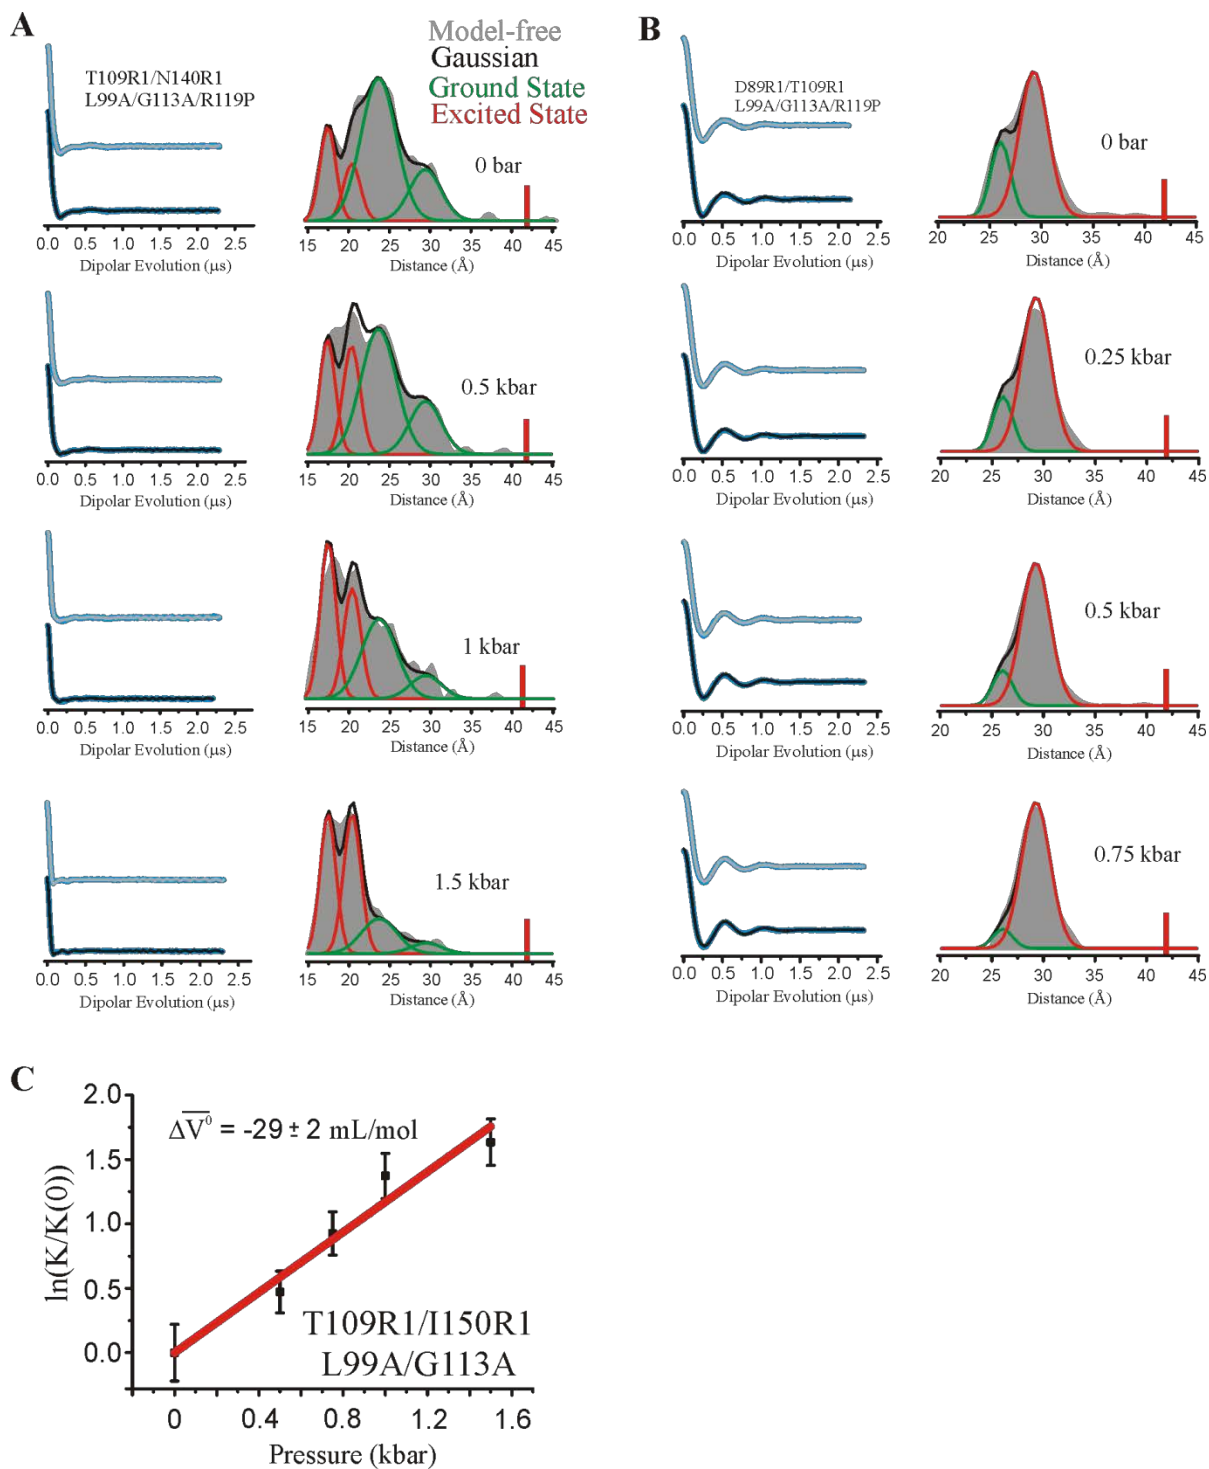 A
T109R1/N140R1
L99A/G113A/R119P
Model-free
Gaussian
Ground State
Excited State
0 bar
0.0 0.5 1.0 1.5 2.0 2.5
Dipolar Evolution (μs)
15 20 25 30 35 40 45
Distance (Å)
0.5 kbar
0.0 0.5 1.0 1.5 2.0 2.5
Dipolar Evolution (μs)
15 20 25 30 35 40 45
Distance (Å)
1 kbar
0.0 0.5 1.0 1.5 2.0 2.5
Dipolar Evolution (μs)
15 20 25 30 35 40 45
Distance (Å)
1.5 kbar
0.0 0.5 1.0 1.5 2.0 2.5
Dipolar Evolution (μs)
15 20 25 30 35 40 45
Distance (Å)
B
D89R1/T109R1
L99A/G113A/R119P
0 bar
0.0 0.5 1.0 1.5 2.0 2.5
Dipolar Evolution (μs)
20 25 30 35 40 45
Distance (Å)
0.25 kbar
0.0 0.5 1.0 1.5 2.0 2.5
Dipolar Evolution (μs)
20 25 30 35 40 45
Distance (Å)
0.5 kbar
0.0 0.5 1.0 1.5 2.0 2.5
Dipolar Evolution (μs)
20 25 30 35 40 45
Distance (Å)
0.75 kbar
0.0 0.5 1.0 1.5 2.0 2.5
Dipolar Evolution (μs)
20 25 30 35 40 45
Distance (Å)
C
ΔV̅⁰ = -29 ± 2 mL/mol
2.0
1.5
1.0
0.5
0.0
ln(K/K(0))
T109R1/I150R1
L99A/G113A
0 0.4 0.8 1.2 1.6
Pressure (kbar)